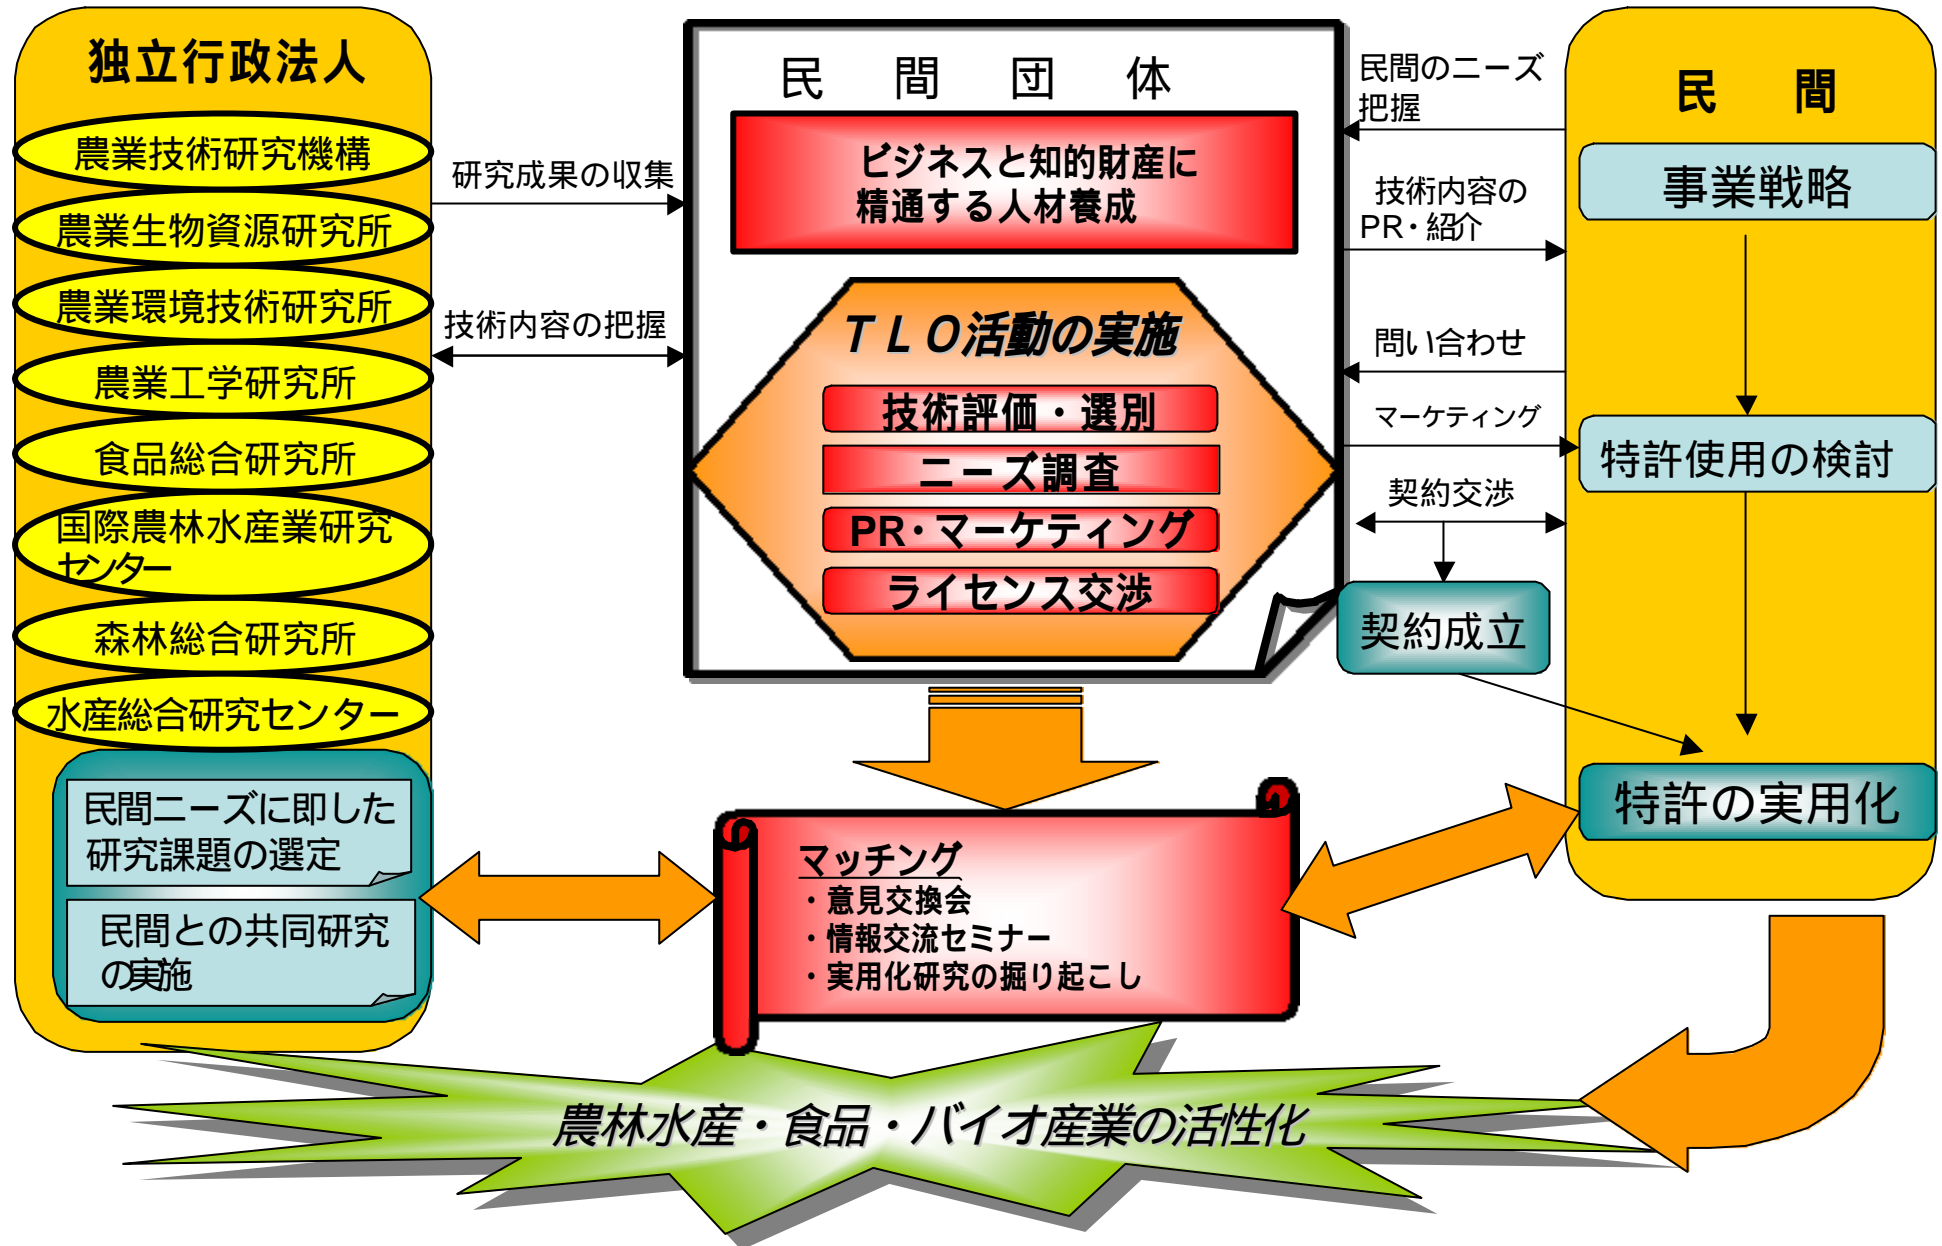 独立行政法人
農業技術研究機構
農業生物資源研究所
農業環境技術研究所
農業工学研究所
食品総合研究所
国際農林水産業研究
センター
森林総合研究所
水産総合研究センター
民間ニーズに即した
研究課題の選定
民間との共同研究
の実施
研究成果の収集
技術内容の把握
民間団体
ビジネスと知的財産に
精通する人材養成
TLO活動の実施
技術評価・選別
ニーズ調査
PR・マーケティング
ライセンス交渉
民間のニーズ
把握
技術内容の
PR・紹介
問い合わせ
マーケティング
契約交渉
契約成立
民間
事業戦略
特許使用の検討
特許の実用化
マッチング
・意見交換会
・情報交流セミナー
・実用化研究の掘り起こし
農林水産・食品・バイオ産業の活性化